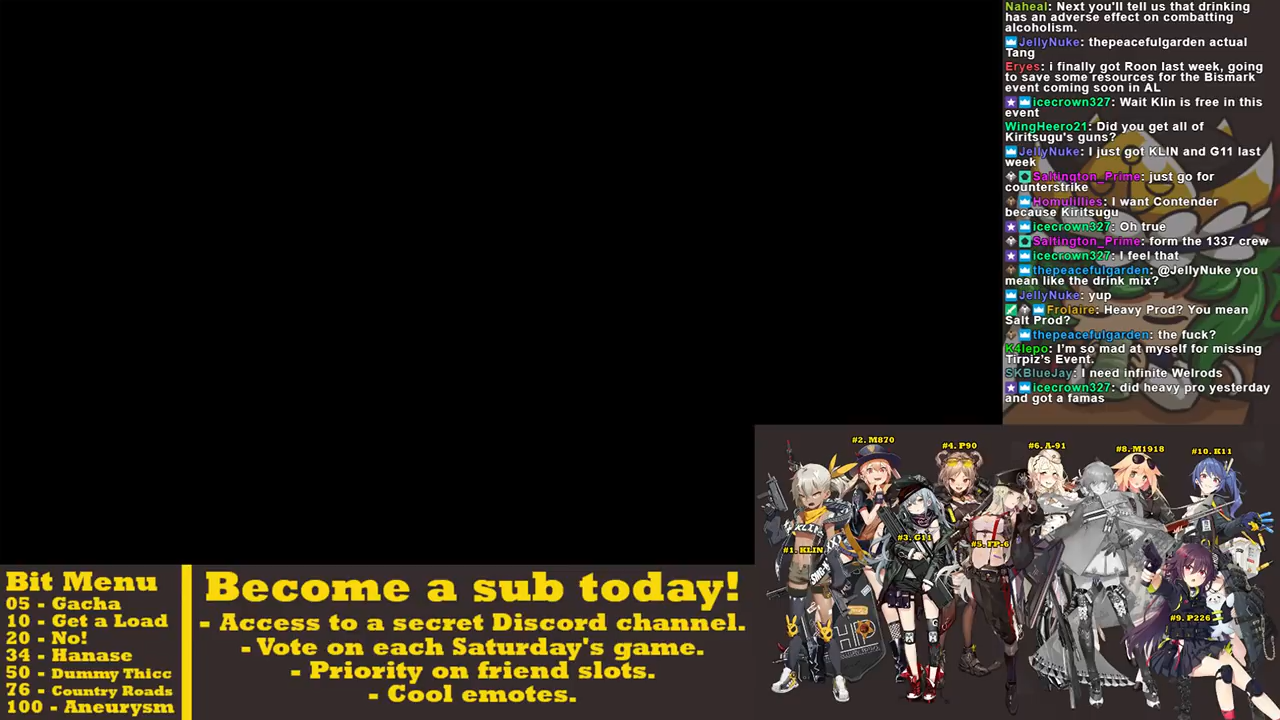 Naheal: Next you'll tell us that drinking
has an adverse effect on combatting
alcoholism.
JellyNuke: thepeacefulgarden actual
Tang
Eryes: i finally got Roon last week, going
to save some resources for the Bismark
event coming soon in AL
icecrown327: Wait Klin is free in this
event
WingHeero21: Did you get all of
Kiritsugu's guns?
JellyNuke: I just got KLIN and G11 last
week
Saltington_Prime: just go for
counterstrike
Homulillies: I want Contender
because Kiritsugu
icecrown327: Oh true
Saltington_Prime: form the 1337 crew
icecrown327: I feel that
thepeacefulgarden: @JellyNuke you
mean like the drink mix?
JellyNuke: yup
Frolaire: Heavy Prod? You mean
Salt Prod?
thepeacefulgarden: the fuck?
K4lepo: I'm so mad at myself for missing
Tirpiz's Event.
SKBlueJay: I need infinite Welrods
icecrown327: did heavy pro yesterday
and got a famas
#1. KLIN
#2. M870
#3. G11
#4. P90
#5. FP-6
#6. A-91
#8. M1918
#9. P226
#10. K11
Bit Menu
05 - Gacha
10 - Get a Load
20 - No!
34 - Hanase
50 - Dummy Thicc
76 - Country Roads
100 - Aneurysm
Become a sub today!
- Access to a secret Discord channel.
- Vote on each Saturday's game.
- Priority on friend slots.
- Cool emotes.